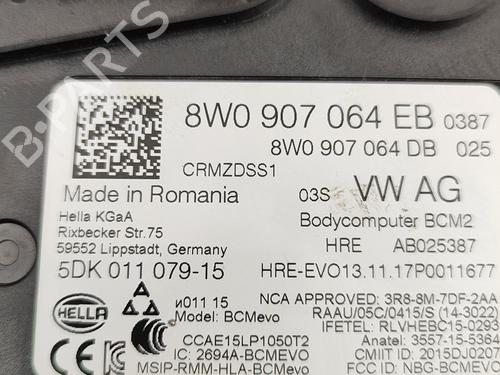 B-PARTS
8W0 907 064 EB 0387
8W0 907 064 DB 025
CRMZDSS1
Made in Romania 03S VW AG
Hella KGaA Bodycomputer BCM2
Rixbecker Str.75
59552 Lippstadt, Germany HRE AB025387
5DK 011 079-15 HRE-EVO13.11.17P0011677
HELLA
и011 15 NCA APPROVED: 3R8-8M-7DF-2AA
Model: BCMevo RAAU/05C/0415/S (14-3022)
IFETEL: RLVHEBC15-0298
CCAE15LP1050T2 Anatel: 3557-15-5364
IC: 2694A-BCMEVO CMIIT ID: 2015DJ0207
MSIP-RMM-HLA-BCMevo FCC ID: NBG-BCMEVO